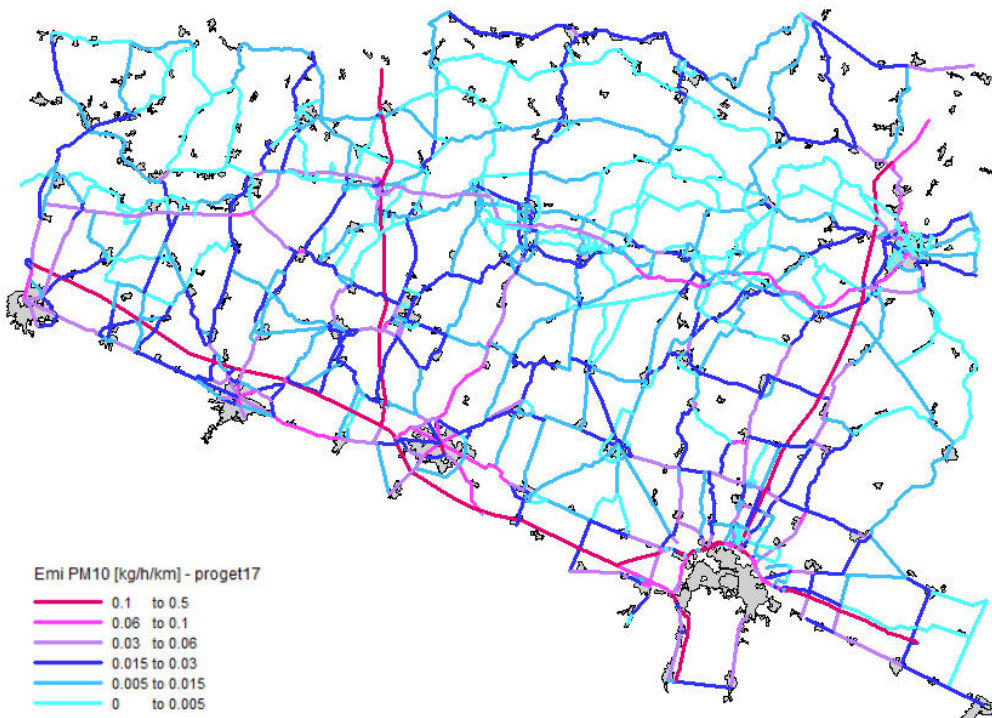 Emi PM10 [kg/h/km] - proget17
0.1 to 0.5
0.06 to 0.1
0.03 to 0.06
0.015 to 0.03
0.005 to 0.015
0 to 0.005